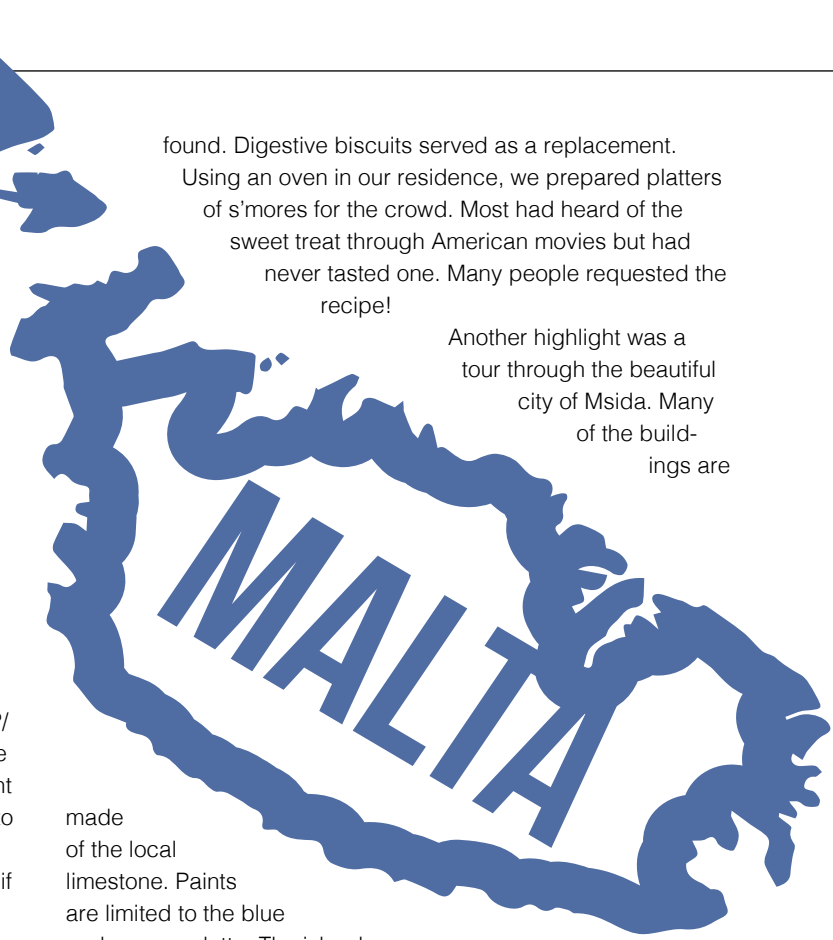 found. Digestive biscuits served as a replacement.
Using an oven in our residence, we prepared platters
of s’mores for the crowd. Most had heard of the
sweet treat through American movies but had
never tasted one. Many people requested the
recipe!
Another highlight was a
tour through the beautiful
city of Msida. Many
of the build-
ings are
MALTA
made
of the local
limestone. Paints
are limited to the blue
if